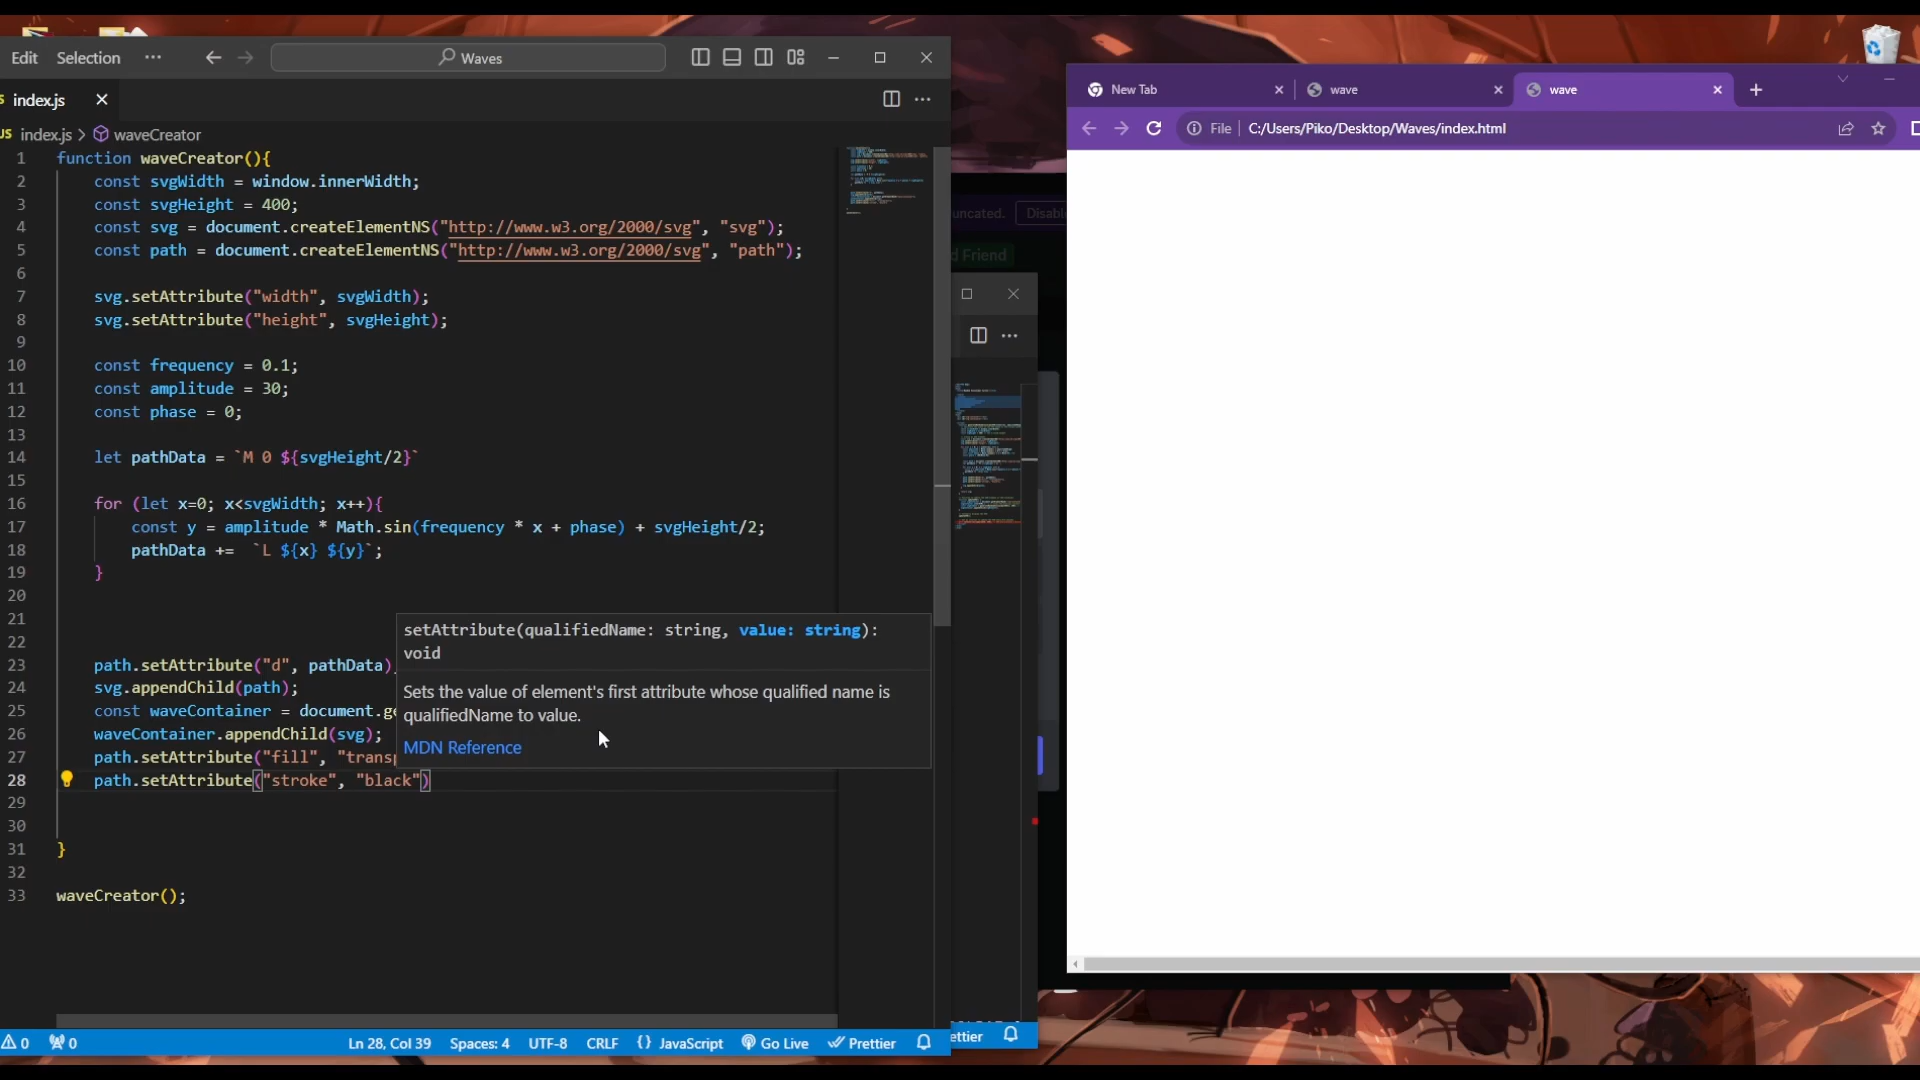 Edit Selection ··· Waves
index.js
index.js > waveCreator
1 function waveCreator(){
2 const svgWidth = window.innerWidth;
3 const svgHeight = 400;
4 const svg = document.createElementNS("http://www.w3.org/2000/svg", "svg");
5 const path = document.createElementNS("http://www.w3.org/2000/svg", "path");
6
7 svg.setAttribute("width", svgWidth);
8 svg.setAttribute("height", svgHeight);
9
10 const frequency = 0.1;
11 const amplitude = 30;
12 const phase = 0;
13
14 let pathData = `M 0 ${svgHeight/2}`
15
16 for (let x=0; x<svgWidth; x++){
17 const y = amplitude * Math.sin(frequency * x + phase) + svgHeight/2;
18 pathData += `L ${x} ${y}`;
19 }
20
21
22
23 path.setAttribute("d", pathData)
24 svg.appendChild(path);
25 const waveContainer = document.ge
26 waveContainer.appendChild(svg);
27 path.setAttribute("fill", "transp
28 path.setAttribute("stroke", "black")
29
30
31 }
32
33 waveCreator();
setAttribute(qualifiedName: string, value: string):
void
Sets the value of element's first attribute whose qualified name is
qualifiedName to value.
MDN Reference
0 0 Ln 28, Col 39 Spaces: 4 UTF-8 CRLF {} JavaScript Go Live Prettier
uncated. Disable
d Friend
ettier
New Tab wave wave
File C:/Users/Piko/Desktop/Waves/index.html